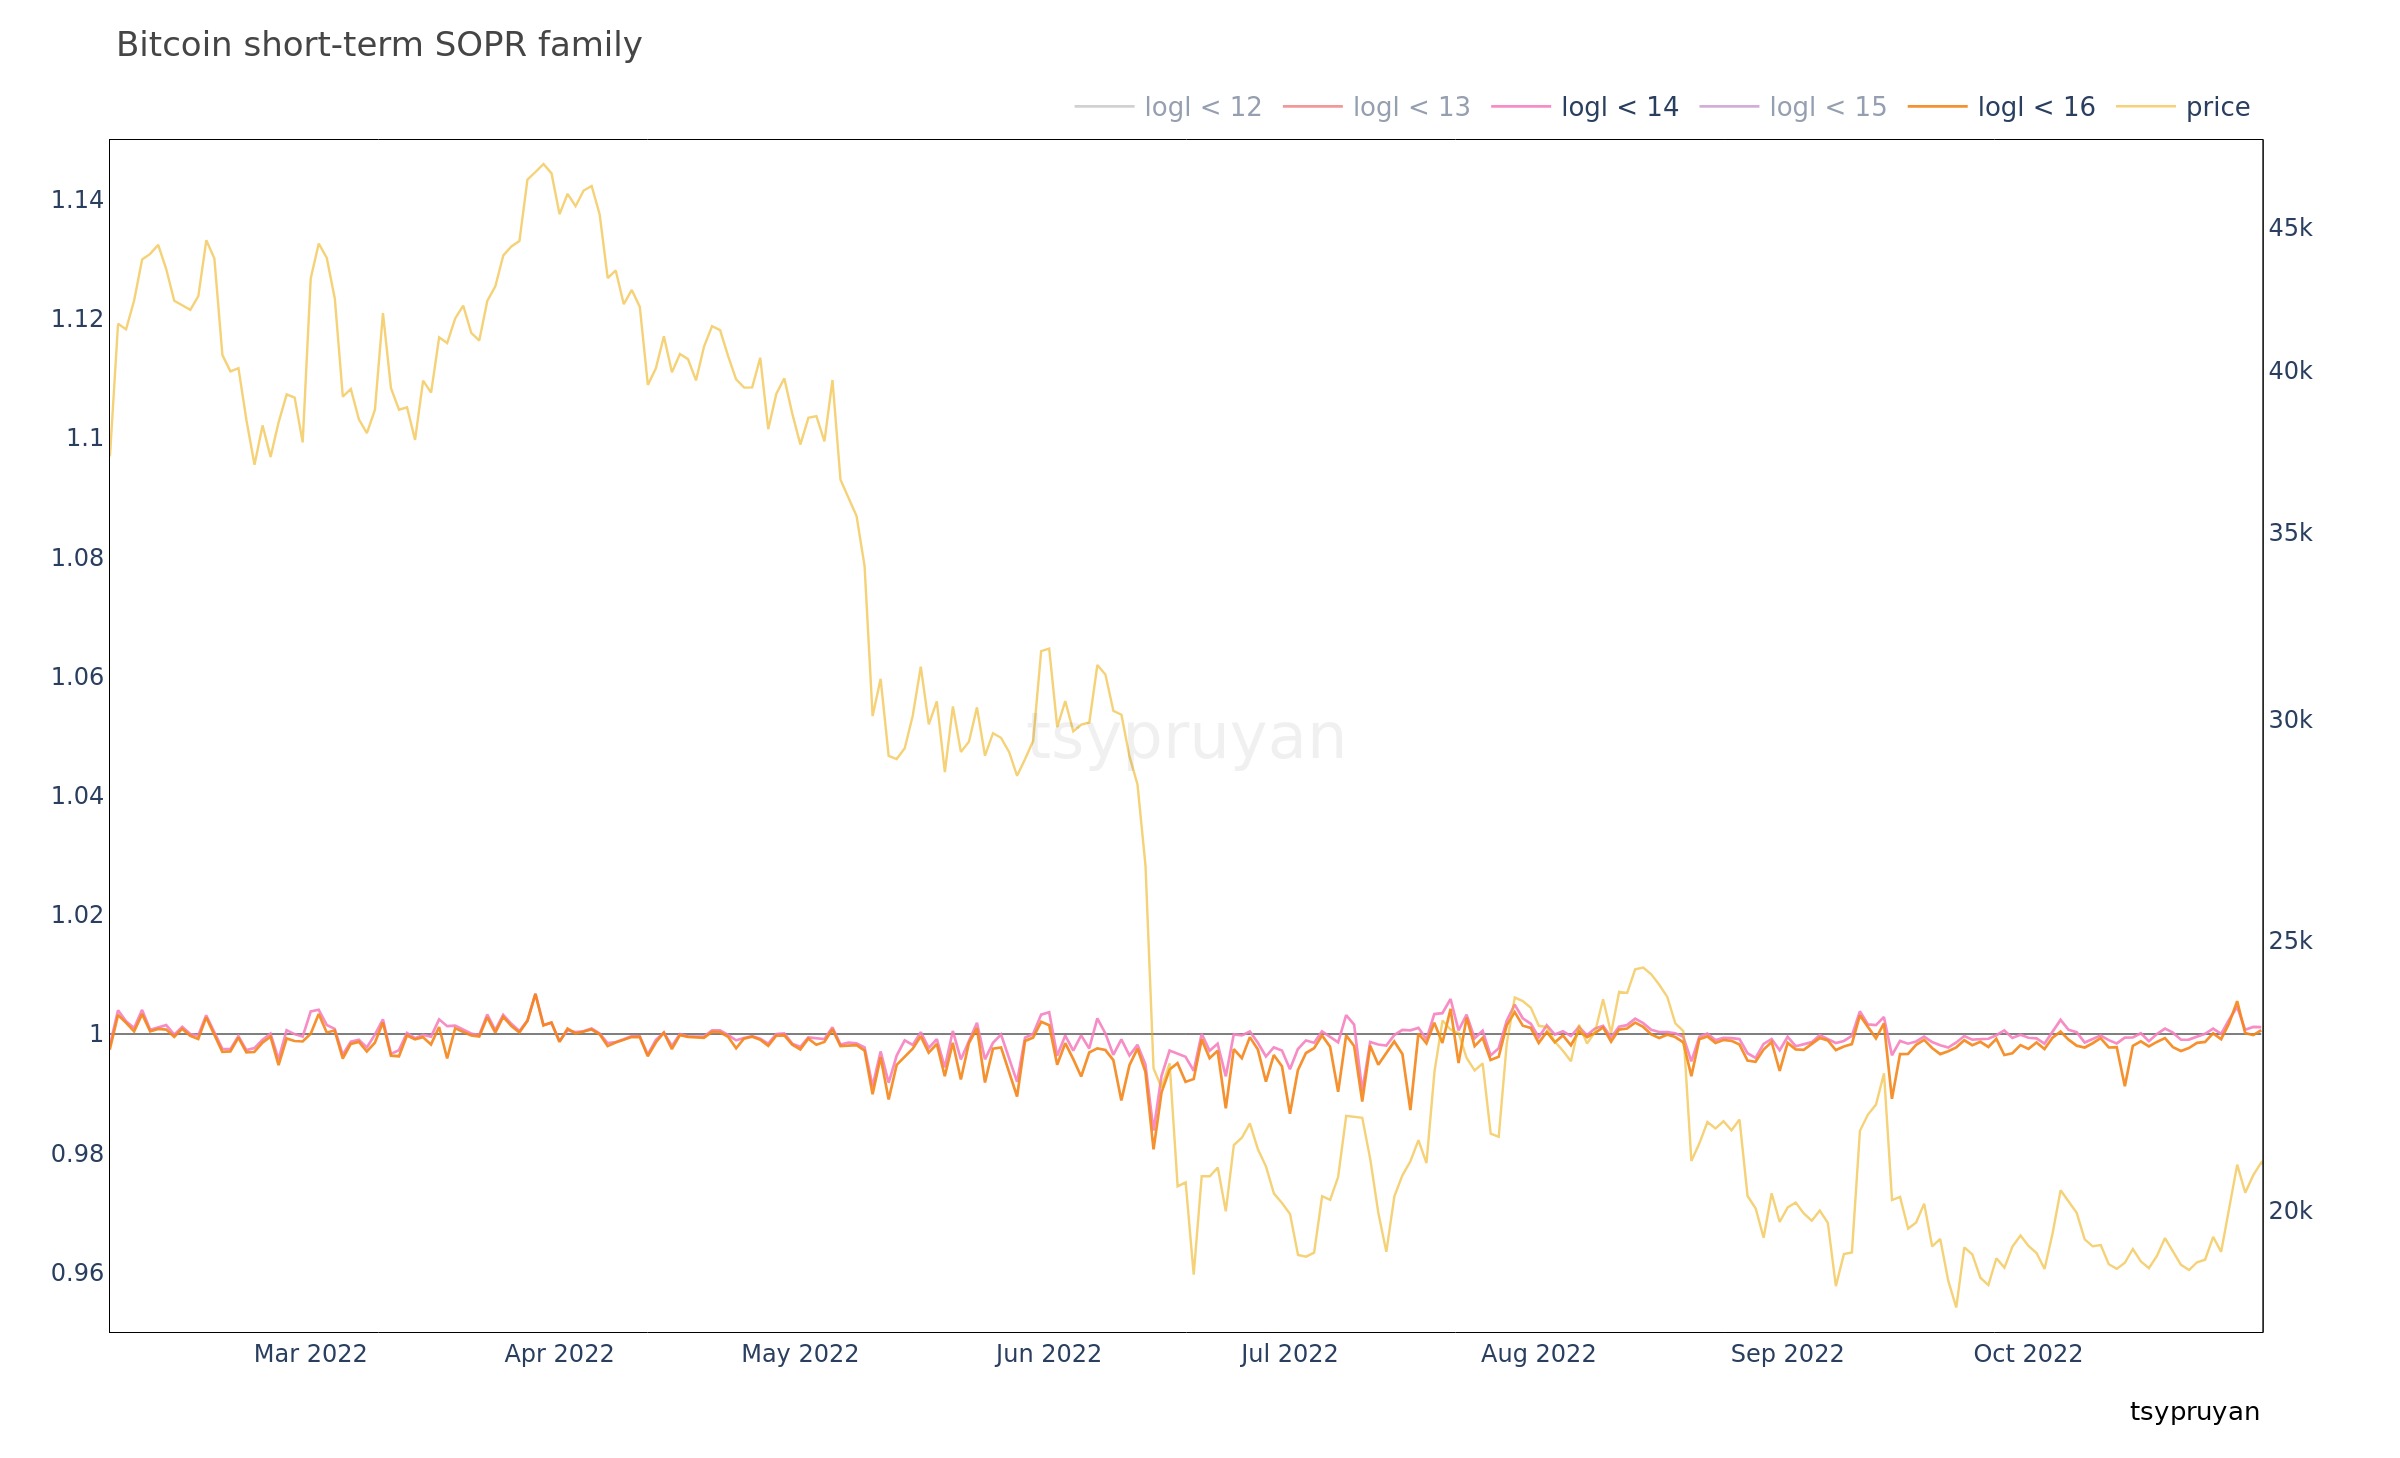 Bitcoin short-term SOPR family
logl < 12 logl < 13 logl < 14 logl < 15 logl < 16 price
1.14
45k
1.12
40k
1.1
35k
1.08
1.06
30k
tsypruyan
1.04
25k
1.02
1
20k
0.98
0.96
Mar 2022 Apr 2022 May 2022 Jun 2022 Jul 2022 Aug 2022 Sep 2022 Oct 2022
tsypruyan